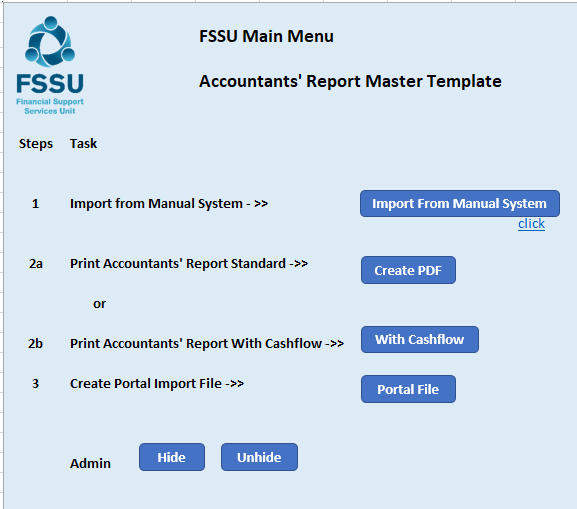 FSSU Main Menu
FSSU
Financial Support
Services Unit
Accountants' Report Master Template
Steps Task
1 Import from Manual System - >> Import From Manual System
click
2a Print Accountants' Report Standard ->> Create PDF
or
2b Print Accountants' Report With Cashflow ->> With Cashflow
3 Create Portal Import File ->> Portal File
Admin Hide Unhide